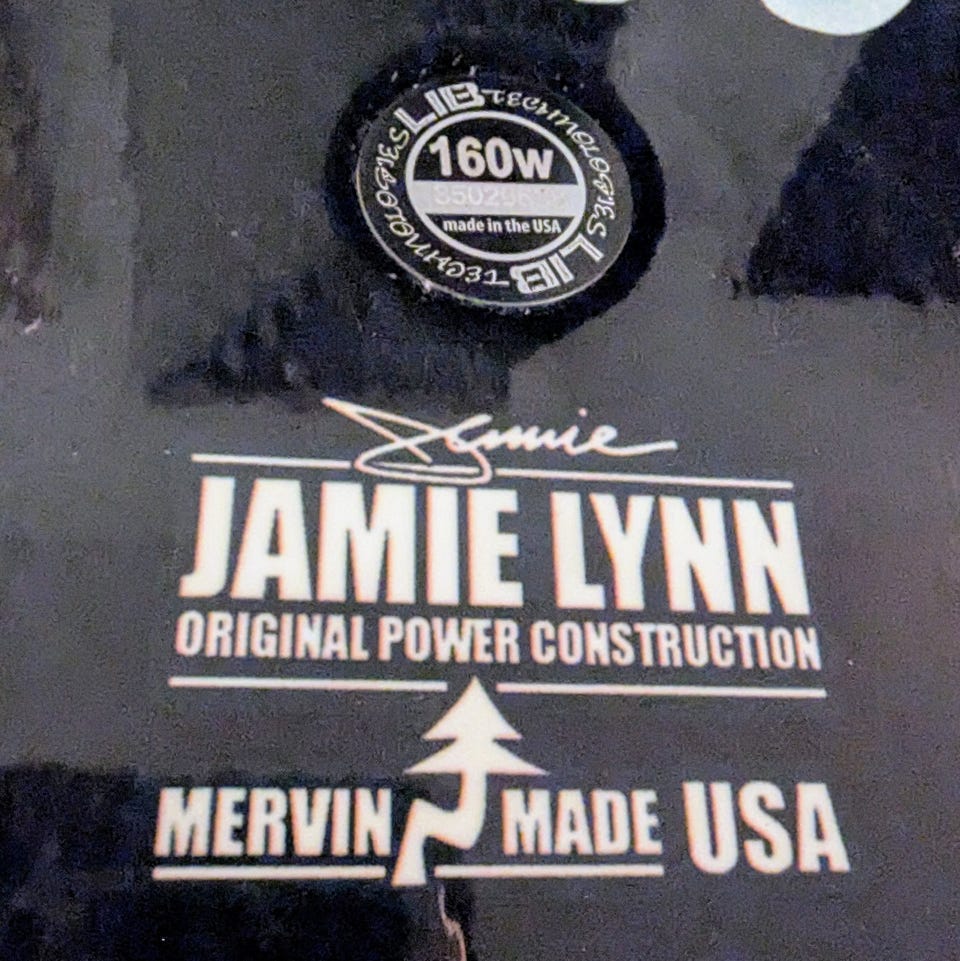 LIB TECHNOLOGIES LIB TECHNOLOGIES
160W
made in the USA
Jamie
JAMIE LYNN
ORIGINAL POWER CONSTRUCTION
MERVIN MADE USA